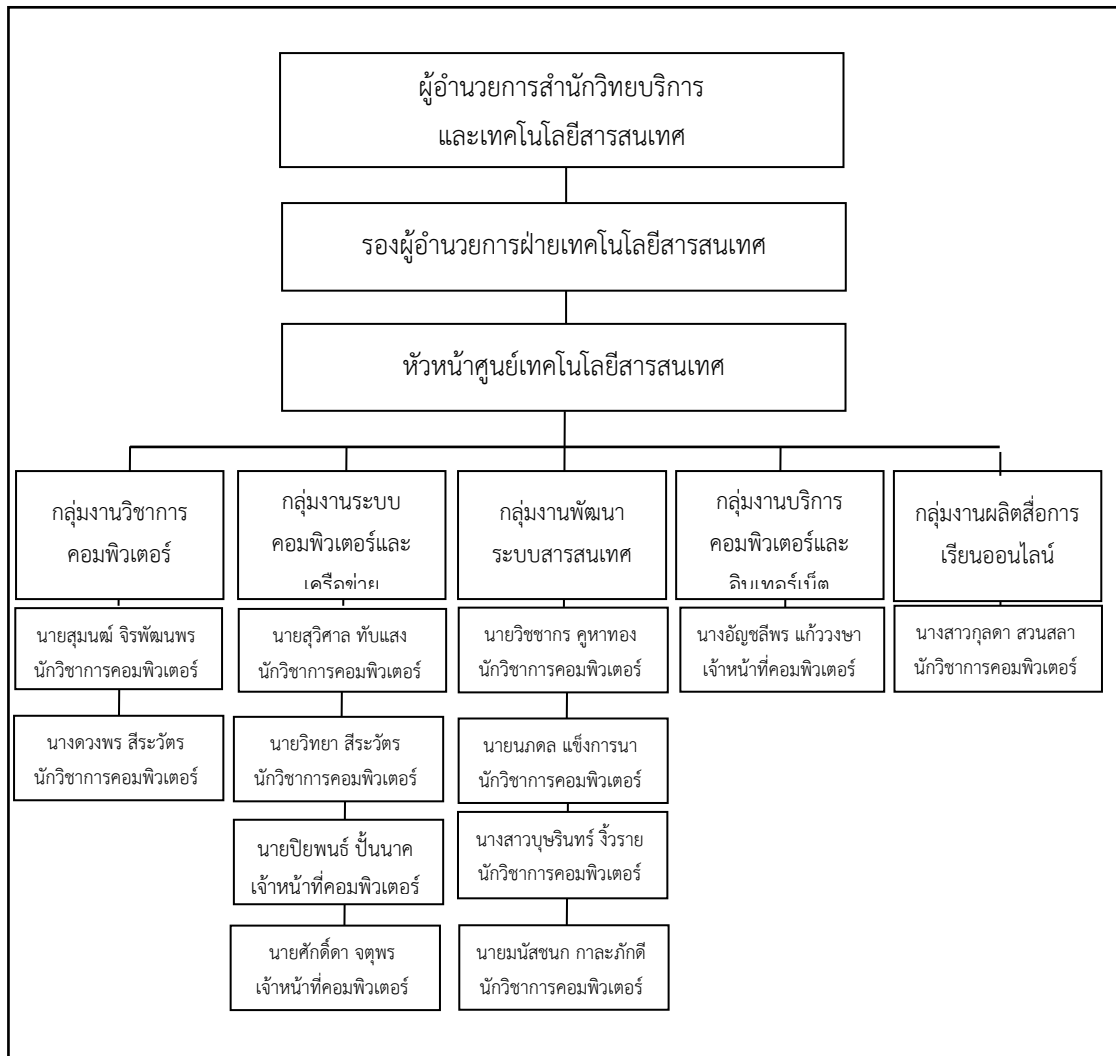 ผู้อำนวยการสำนักวิทยบริการ
และเทคโนโลยีสารสนเทศ
รองผู้อำนวยการฝ่ายเทคโนโลยีสารสนเทศ
หัวหน้าศูนย์เทคโนโลยีสารสนเทศ
กลุ่มงานวิชาการ
คอมพิวเตอร์
กลุ่มงานระบบ
คอมพิวเตอร์และ
เครือข่าย
กลุ่มงานพัฒนา
ระบบสารสนเทศ
กลุ่มงานบริการ
คอมพิวเตอร์และ
อินเทอร์เน็ต
กลุ่มงานผลิตสื่อการ
เรียนออนไลน์
นายสุมนฒ์ จิรพัฒนพร
นักวิชาการคอมพิวเตอร์
นางดวงพร สีระวัตร
นักวิชาการคอมพิวเตอร์
นายสุวิศาล ทับแสง
นักวิชาการคอมพิวเตอร์
นายวิทยา สีระวัตร
นักวิชาการคอมพิวเตอร์
นายปิยพนธ์ ปั้นนาค
เจ้าหน้าที่คอมพิวเตอร์
นายศักดิ์ดา จตุพร
เจ้าหน้าที่คอมพิวเตอร์
นายวิชชากร คูหาทอง
นักวิชาการคอมพิวเตอร์
นายนภดล แข็งการนา
นักวิชาการคอมพิวเตอร์
นางสาวบุษรินทร์ งิ้วราย
นักวิชาการคอมพิวเตอร์
นายมนัสชนก กาละภักดี
นักวิชาการคอมพิวเตอร์
นางอัญชลีพร แก้ววงษา
เจ้าหน้าที่คอมพิวเตอร์
นางสาวกุลดา สวนสลา
นักวิชาการคอมพิวเตอร์